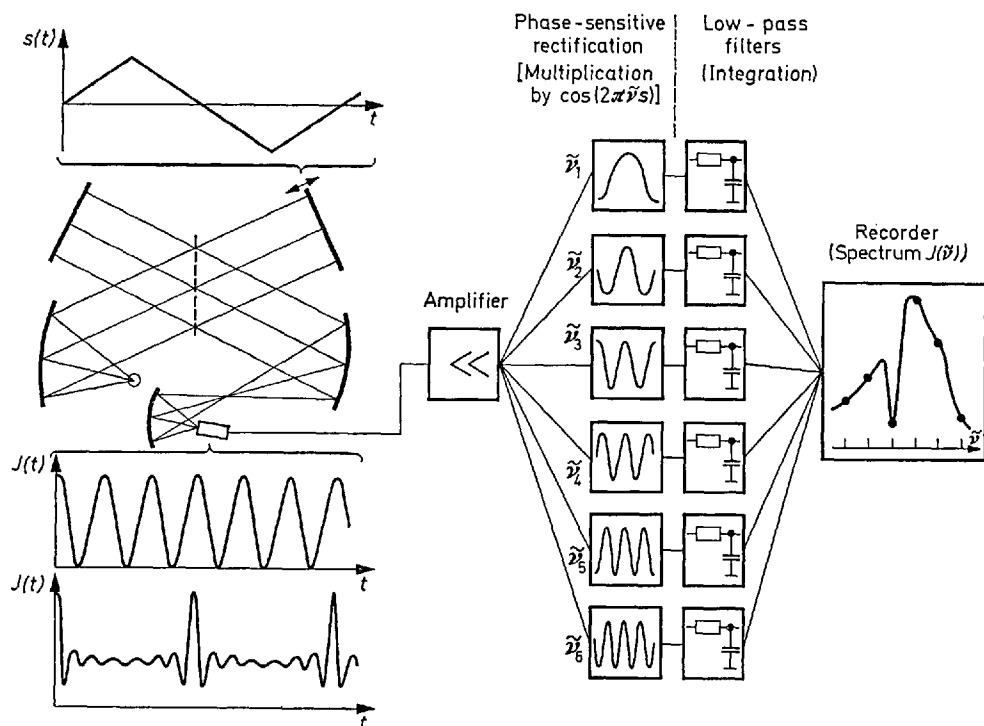 s(t)
t
Phase-sensitive
rectification
[Multiplication
by cos(2πν̃s)]
Low-pass
filters
(Integration)
ν̃₁
ν̃₂
ν̃₃
ν̃₄
ν̃₅
ν̃₆
Amplifier
Recorder
(Spectrum J(ν̃))
ν̃
J(t)
t
J(t)
t